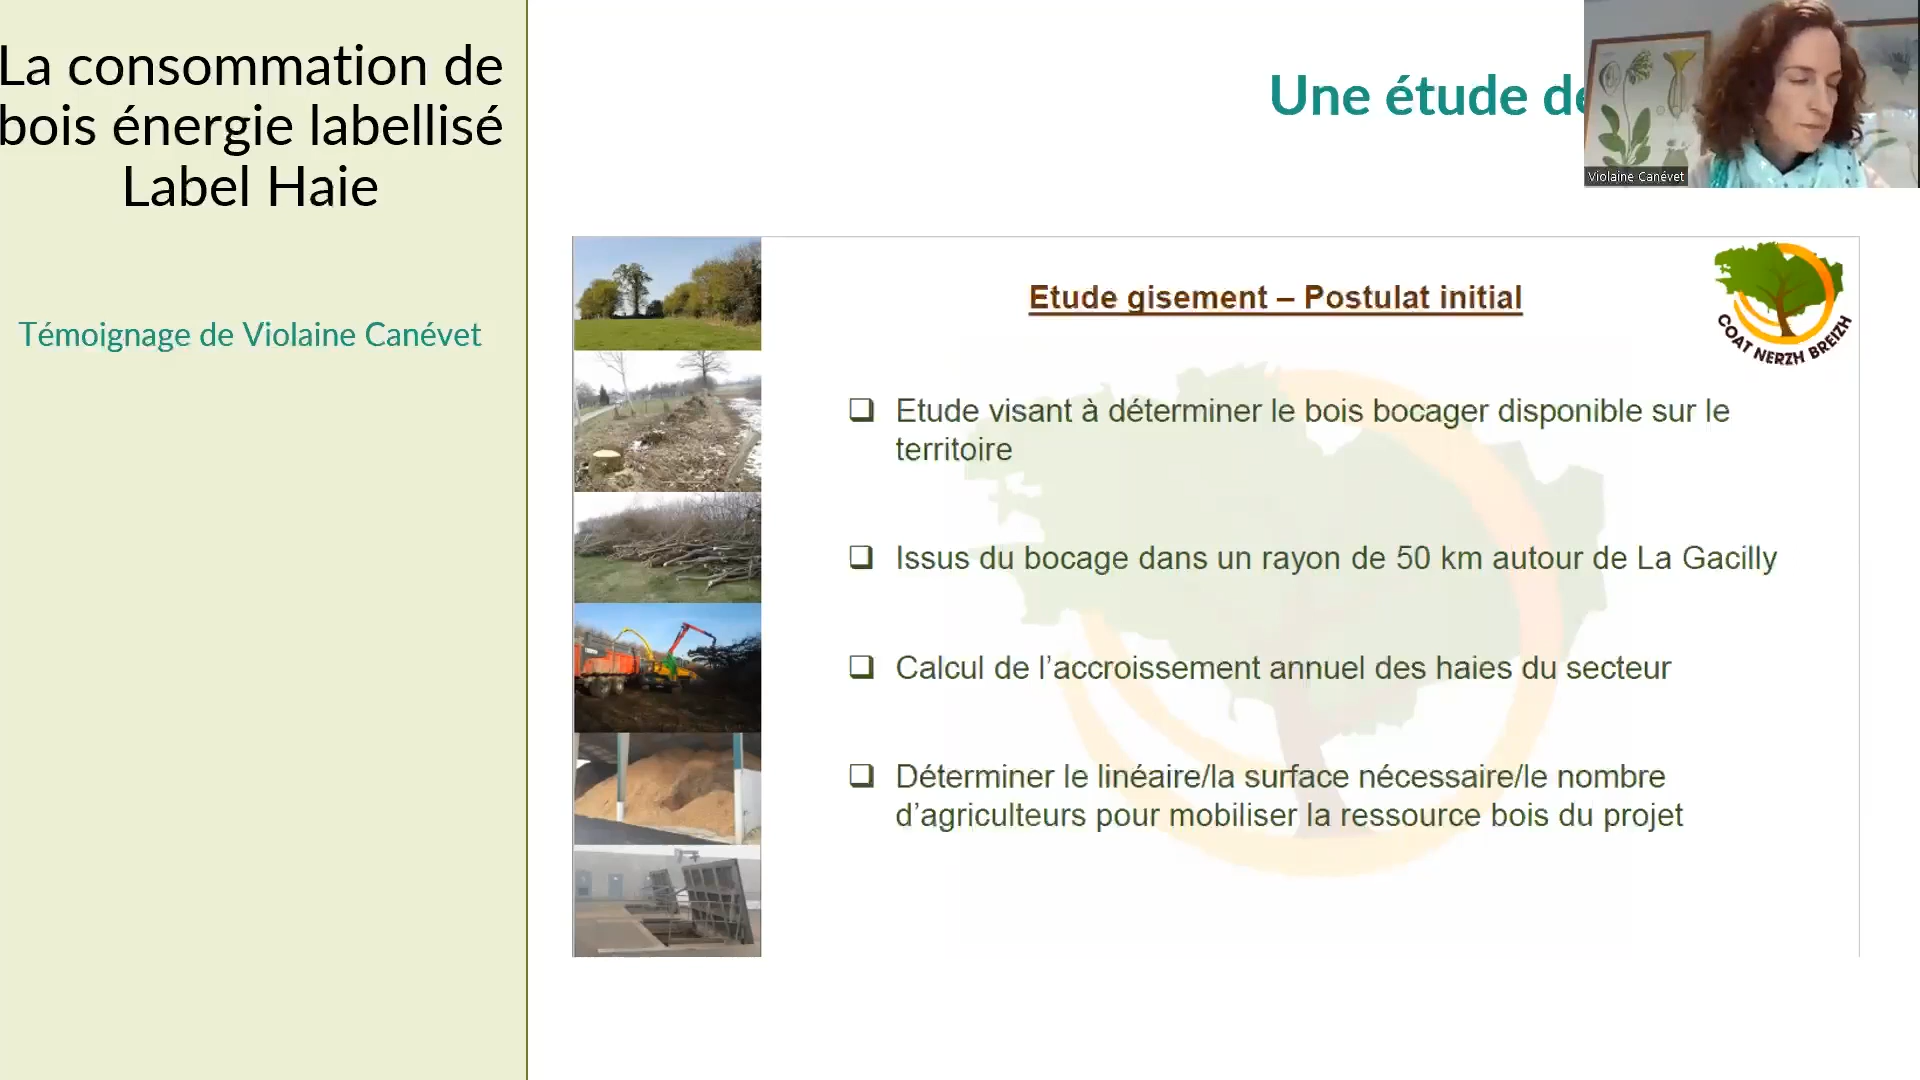 La consommation de
bois énergie labellisé
Label Haie
Témoignage de Violaine Canévet
Une étude de
Violaine Canévet
Etude gisement – Postulat initial
COAT NERZH BREIZH
❑ Etude visant à déterminer le bois bocager disponible sur le
territoire
❑ Issus du bocage dans un rayon de 50 km autour de La Gacilly
❑ Calcul de l’accroissement annuel des haies du secteur
❑ Déterminer le linéaire/la surface nécessaire/le nombre
d’agriculteurs pour mobiliser la ressource bois du projet